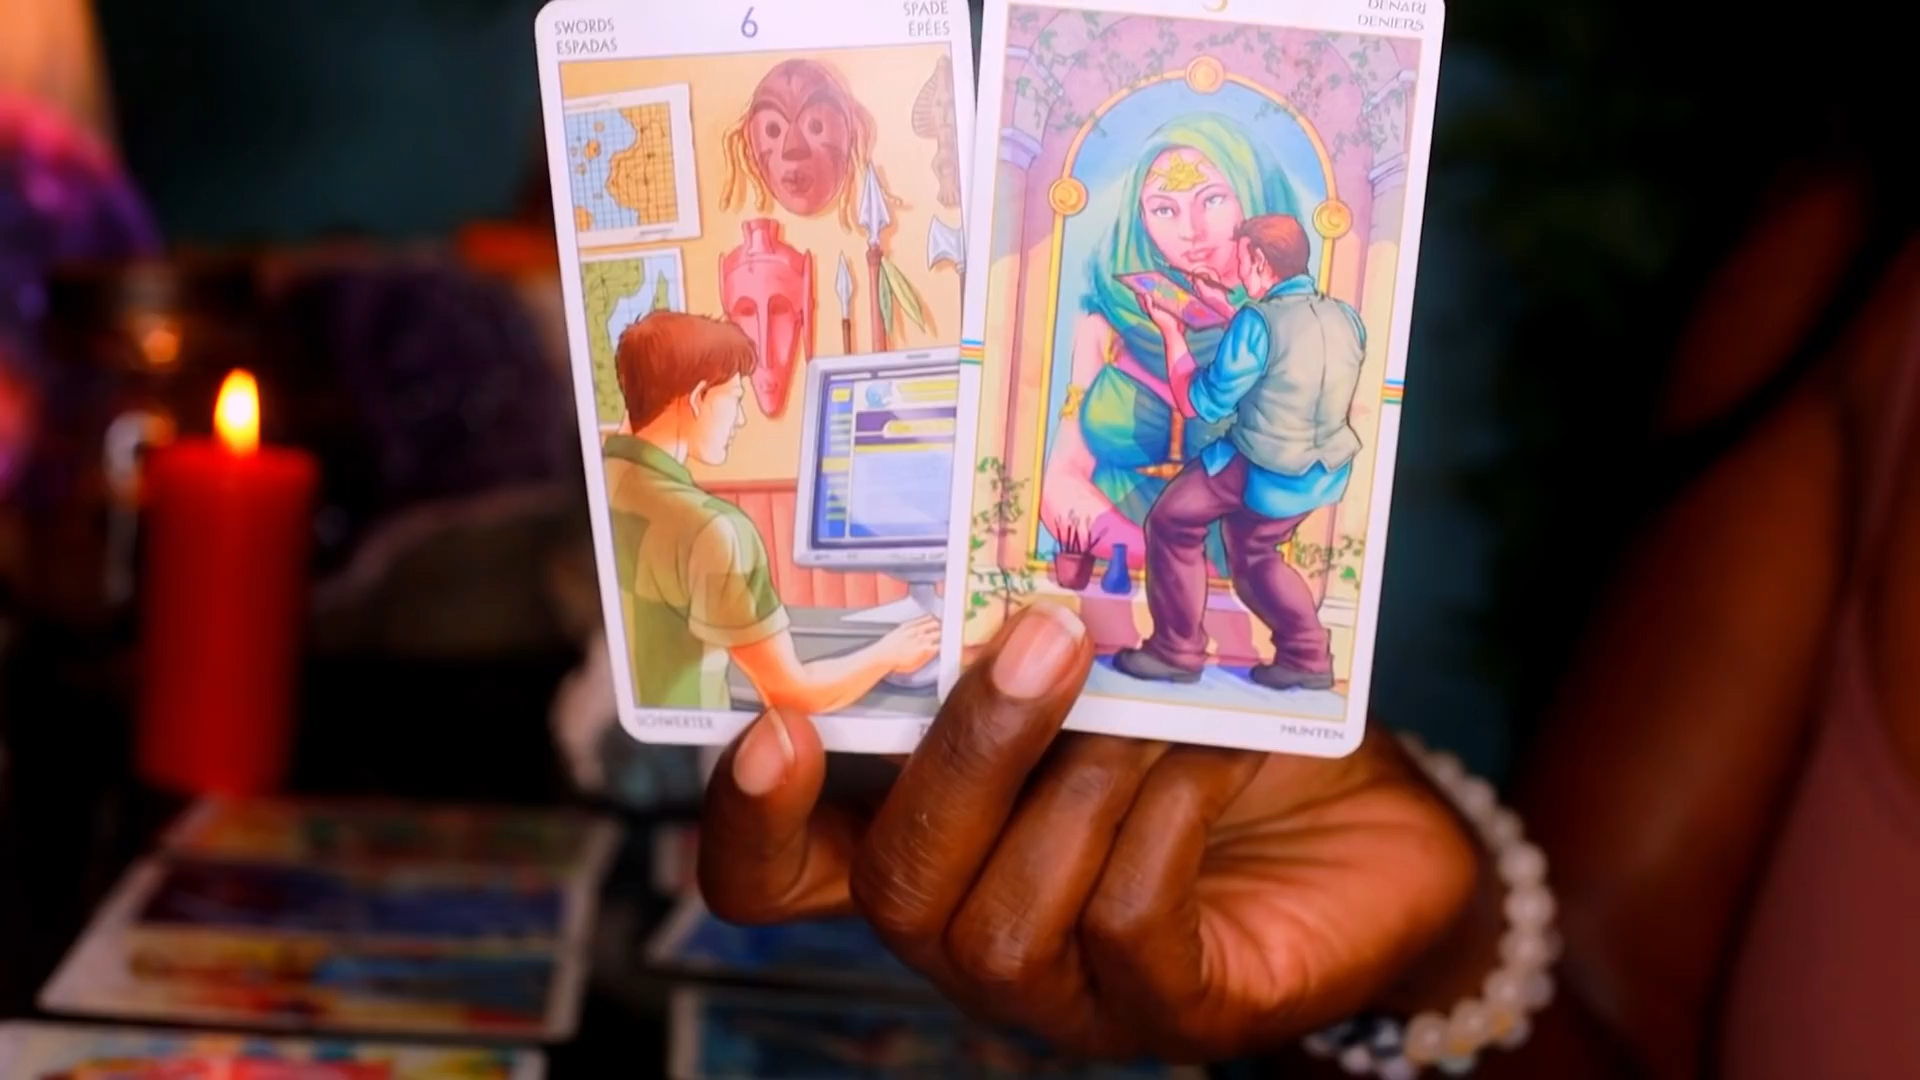 SWORDS
ESPADAS
6
SPADE
ÉPÉES
SCHWERTER
DENARI
DENIERS
MUNTEN